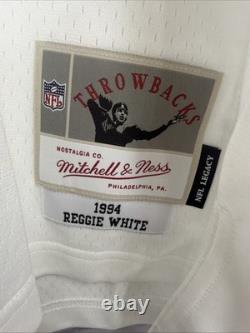 THROWBACKS
NFL
NOSTALGIA CO.
Mitchell & Ness
PHILADELPHIA, PA.
NFL LEGACY
1994
REGGIE WHITE